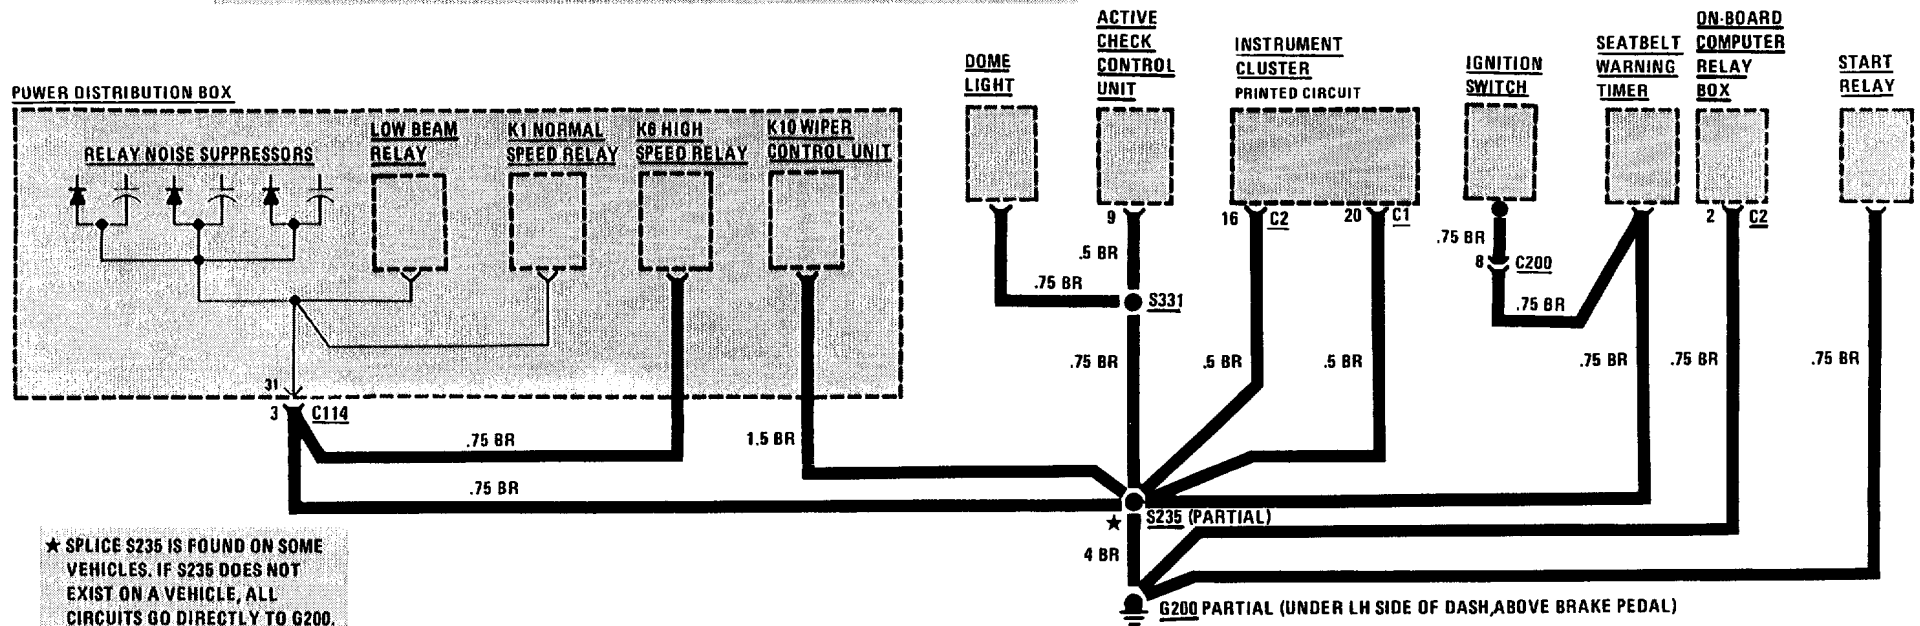 POWER DISTRIBUTION BOX
RELAY NOISE SUPPRESSORS
LOW BEAM
RELAY
K1 NORMAL
SPEED RELAY
K6 HIGH
SPEED RELAY
K10 WIPER
CONTROL UNIT
DOME
LIGHT
ACTIVE
CHECK
CONTROL
UNIT
INSTRUMENT
CLUSTER
PRINTED CIRCUIT
IGNITION
SWITCH
SEATBELT
WARNING
TIMER
ON-BOARD
COMPUTER
RELAY
BOX
START
RELAY
9
16
C2
20
C1
2
C2
.75 BR
8
C200
.5 BR
.75 BR
S331
.75 BR
.75 BR
.5 BR
.5 BR
.75 BR
.75 BR
.75 BR
31
3
C114
.75 BR
1.5 BR
.75 BR
★
S235 (PARTIAL)
4 BR
G200 PARTIAL (UNDER LH SIDE OF DASH, ABOVE BRAKE PEDAL)
★ SPLICE S235 IS FOUND ON SOME
VEHICLES. IF S235 DOES NOT
EXIST ON A VEHICLE, ALL
CIRCUITS GO DIRECTLY TO G200.